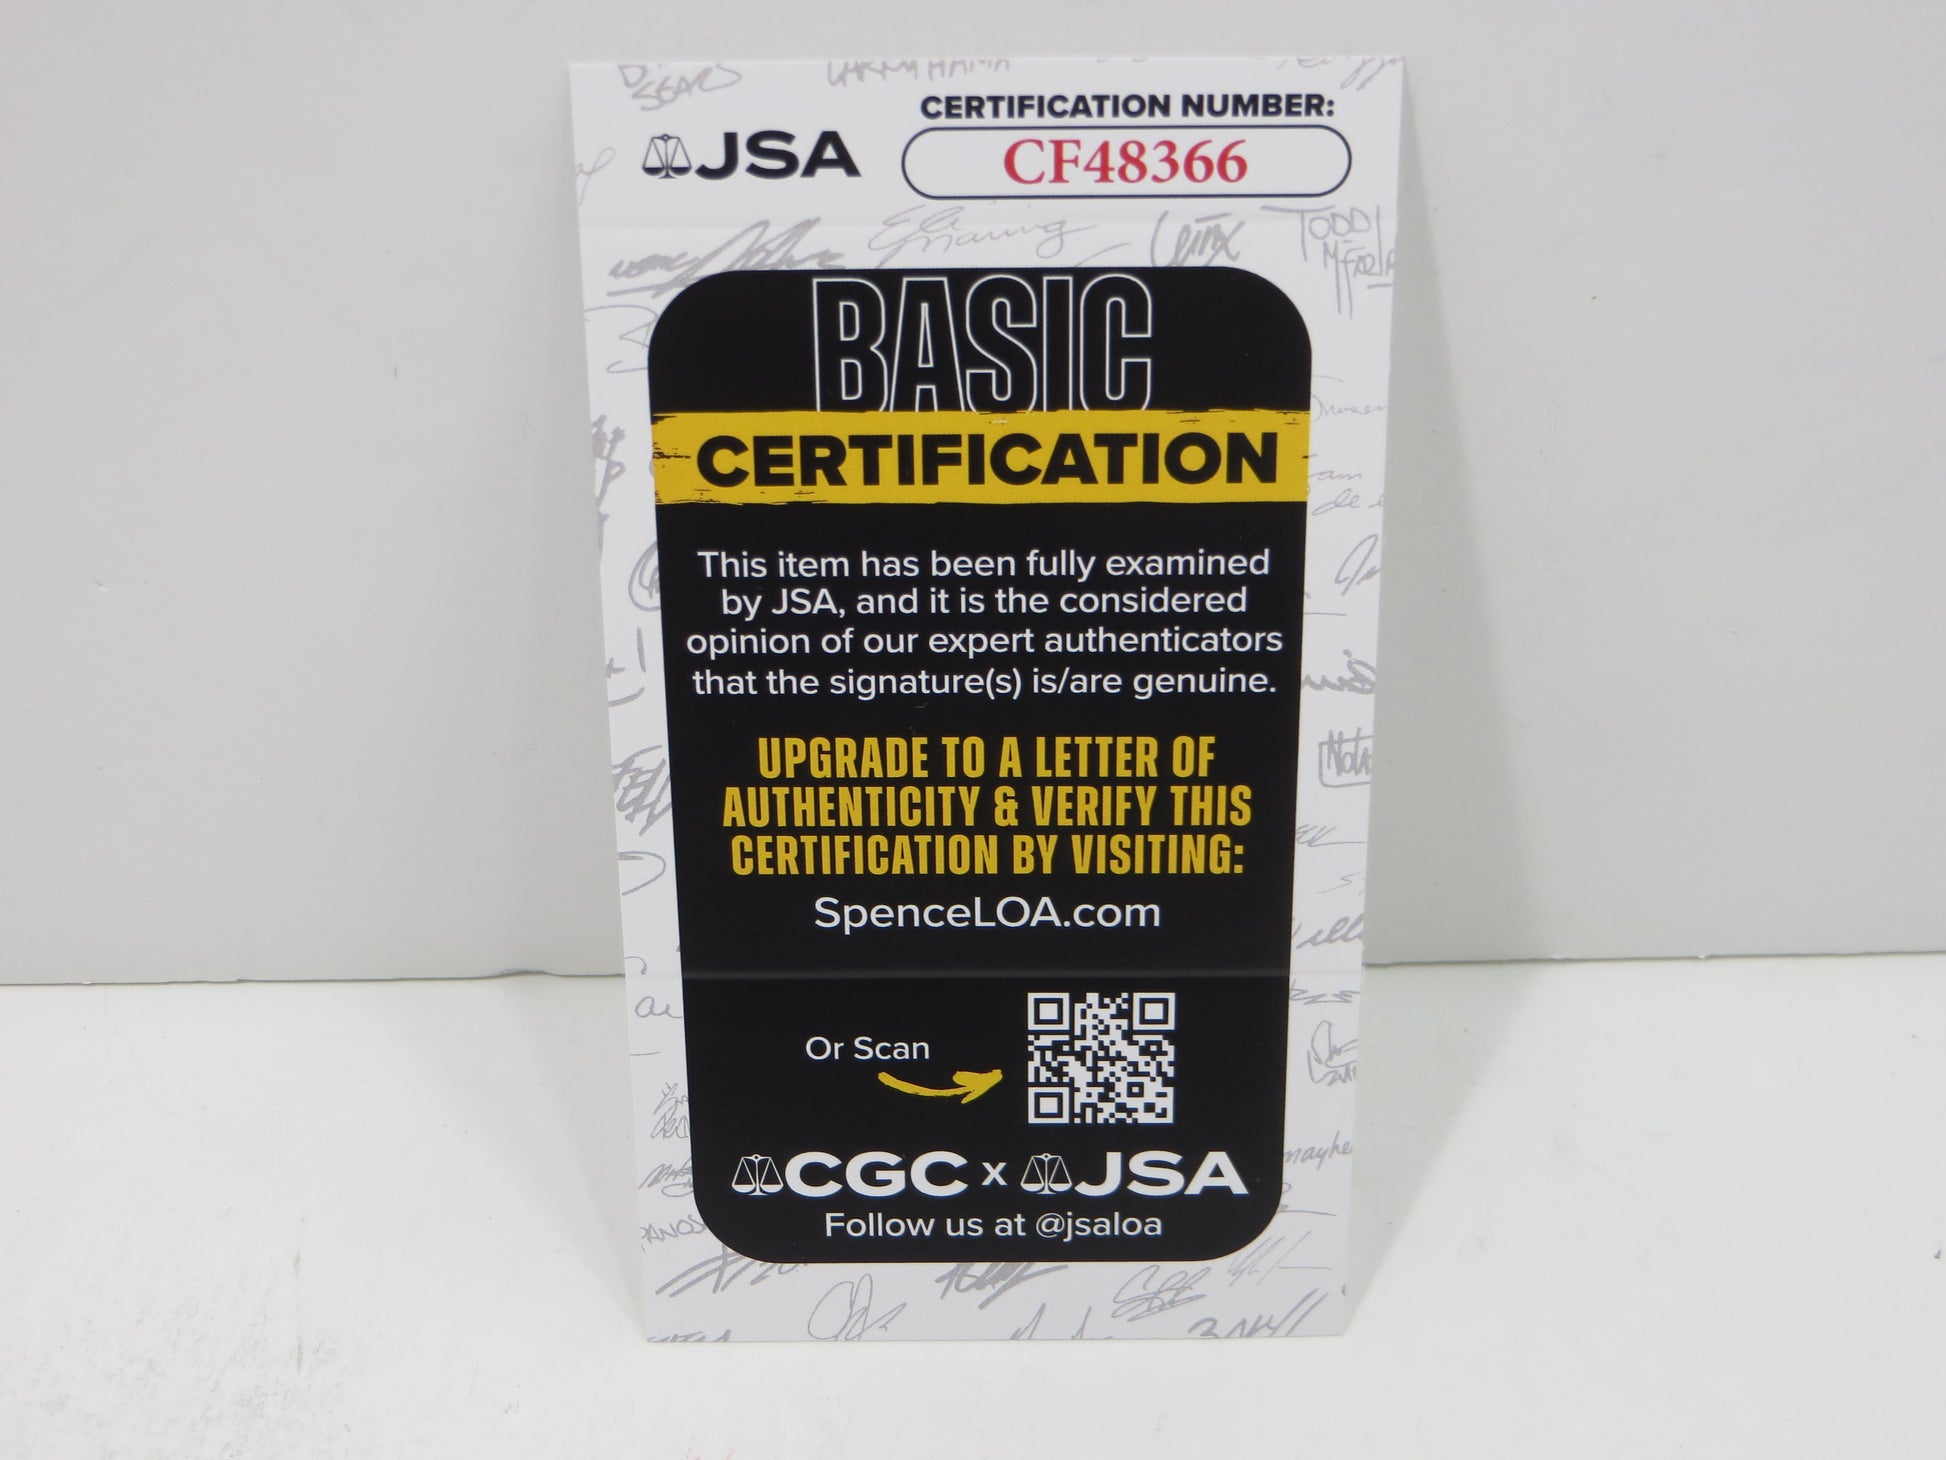 CERTIFICATION NUMBER:
JSA
CF48366
BASIC
CERTIFICATION
This item has been fully examined
by JSA, and it is the considered
opinion of our expert authenticators
that the signature(s) is/are genuine.
UPGRADE TO A LETTER OF
AUTHENTICITY & VERIFY THIS
CERTIFICATION BY VISITING:
SpenceLOA.com
Or Scan
CGC x JSA
Follow us at @jsaloa